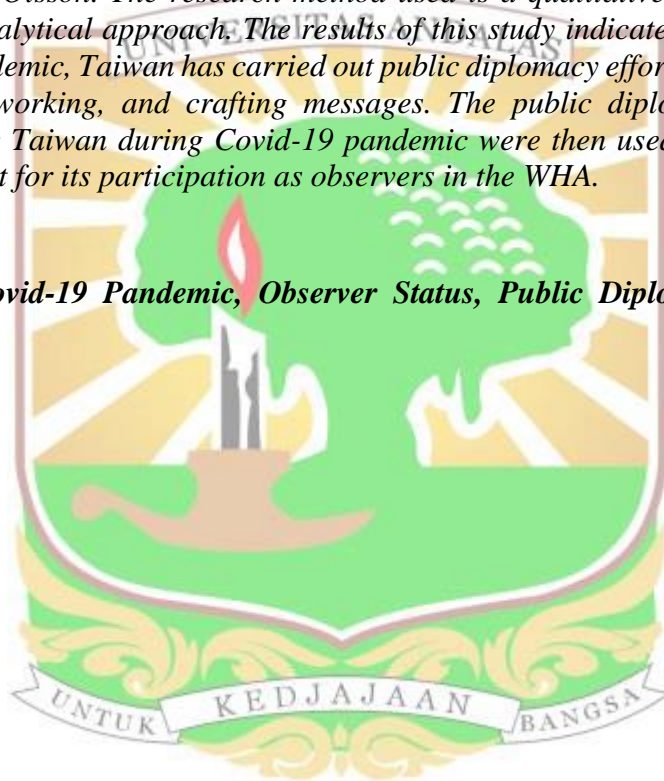 Olsson. The research method used is a qualitative
alytical approach. The results of this study indicate
demic, Taiwan has carried out public diplomacy effor
working, and crafting messages. The public diplo
Taiwan during Covid-19 pandemic were then used
t for its participation as observers in the WHA.
ovid-19 Pandemic, Observer Status, Public Diplo
UNIVERSITAS ANDALAS
UNTUK KEDJAJAAN BANGSA